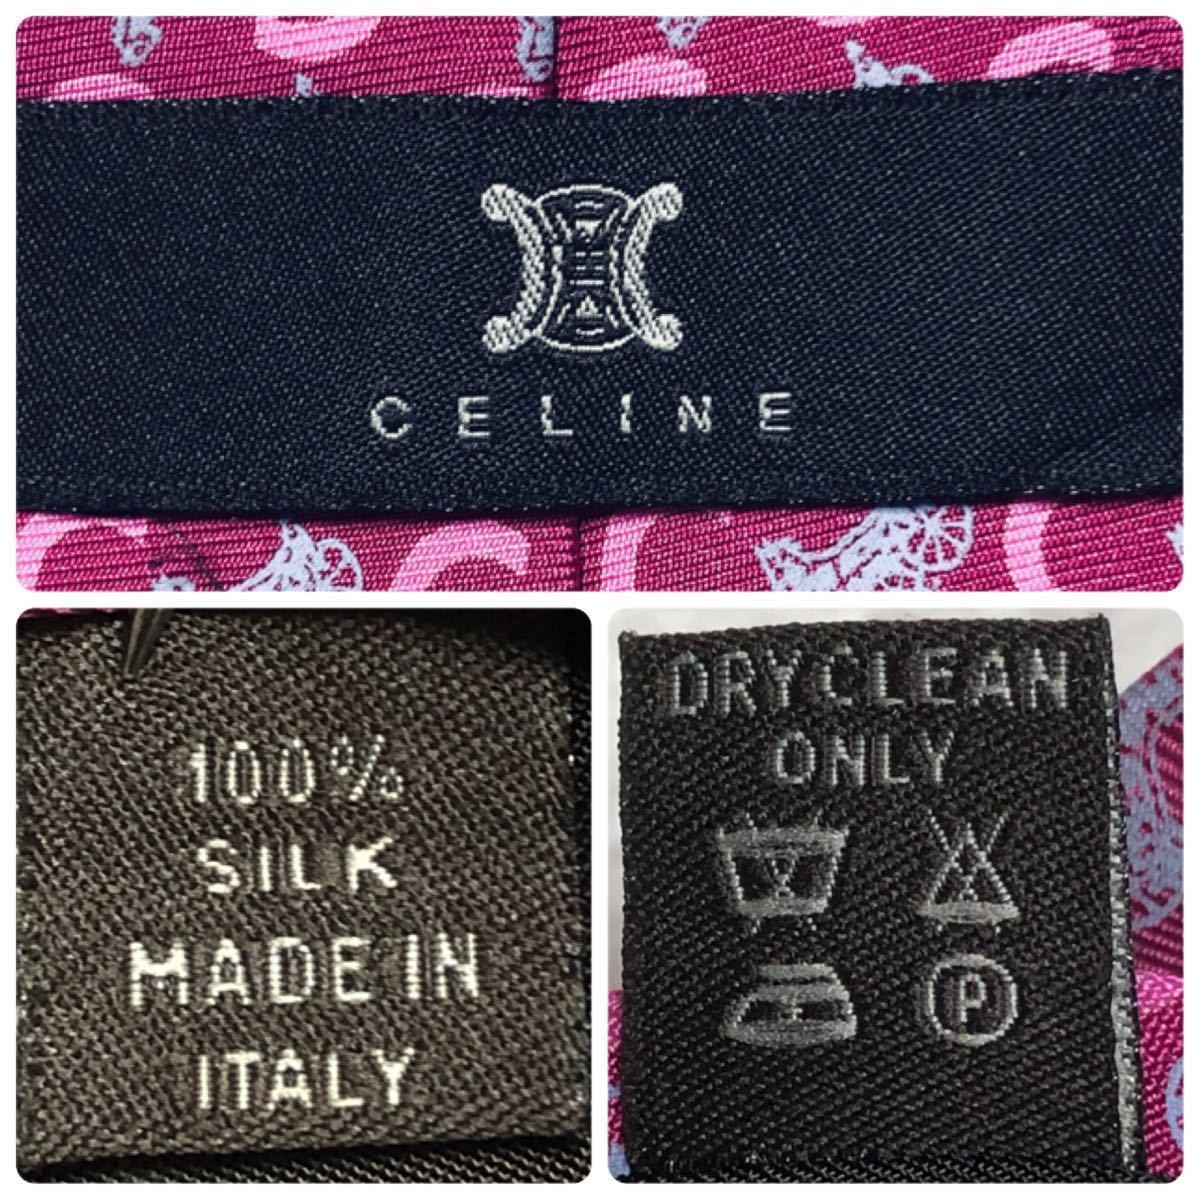 CELINE
100%
SILK
MADE IN
ITALY
DRYCLEAN
ONLY
P